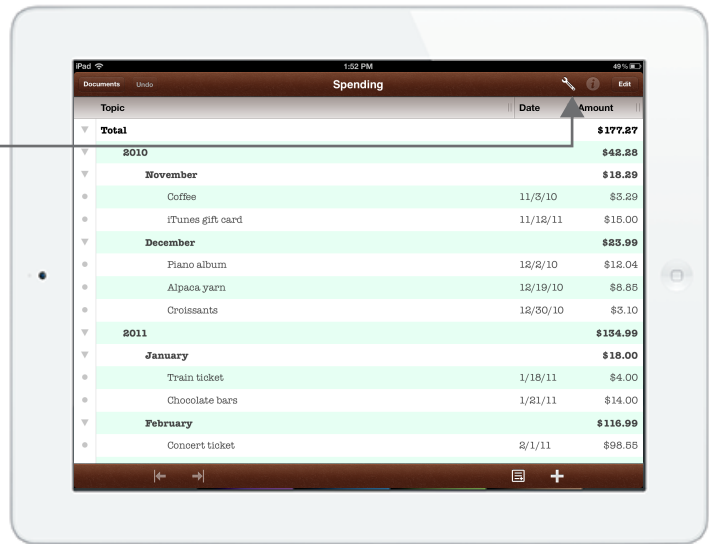 iPad 1:52 PM 49%
Documents Undo Spending Edit
Topic Date Amount
Total $177.27
2010 $42.28
November $18.29
Coffee 11/3/10 $3.29
iTunes gift card 11/12/11 $15.00
December $23.99
Piano album 12/2/10 $12.04
Alpaca yarn 12/19/10 $8.85
Croissants 12/30/10 $3.10
2011 $134.99
January $18.00
Train ticket 1/18/11 $4.00
Chocolate bars 1/21/11 $14.00
February $116.99
Concert ticket 2/1/11 $98.55